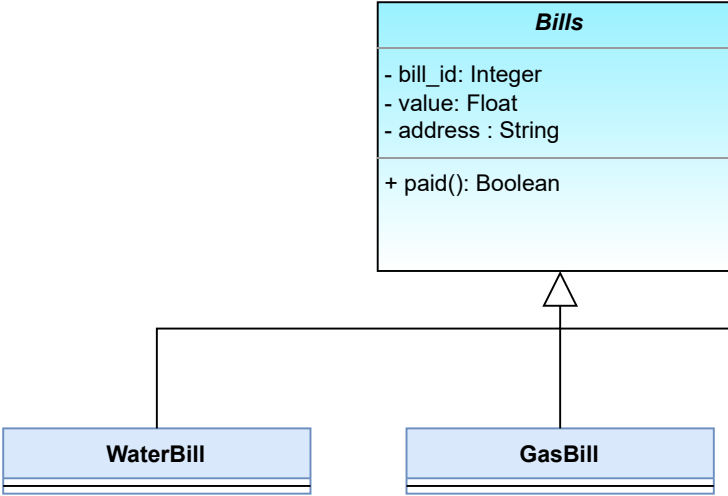 Bills
- bill_id: Integer
- value: Float
- address : String
+ paid(): Boolean
WaterBill
GasBill